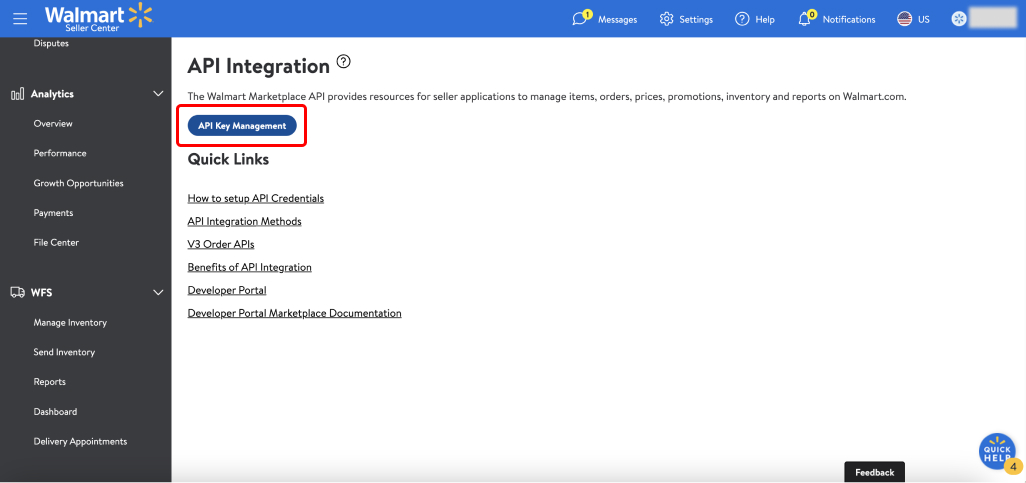 Walmart
Seller Center
1
Messages
Settings
Help
0
Notifications
US
Disputes
Analytics
Overview
Performance
Growth Opportunities
Payments
File Center
WFS
Manage Inventory
Send Inventory
Reports
Dashboard
Delivery Appointments
API Integration
The Walmart Marketplace API provides resources for seller applications to manage items, orders, prices, promotions, inventory and reports on Walmart.com.
API Key Management
Quick Links
How to setup API Credentials
API Integration Methods
V3 Order APIs
Benefits of API Integration
Developer Portal
Developer Portal Marketplace Documentation
QUICK
HELP
4
Feedback